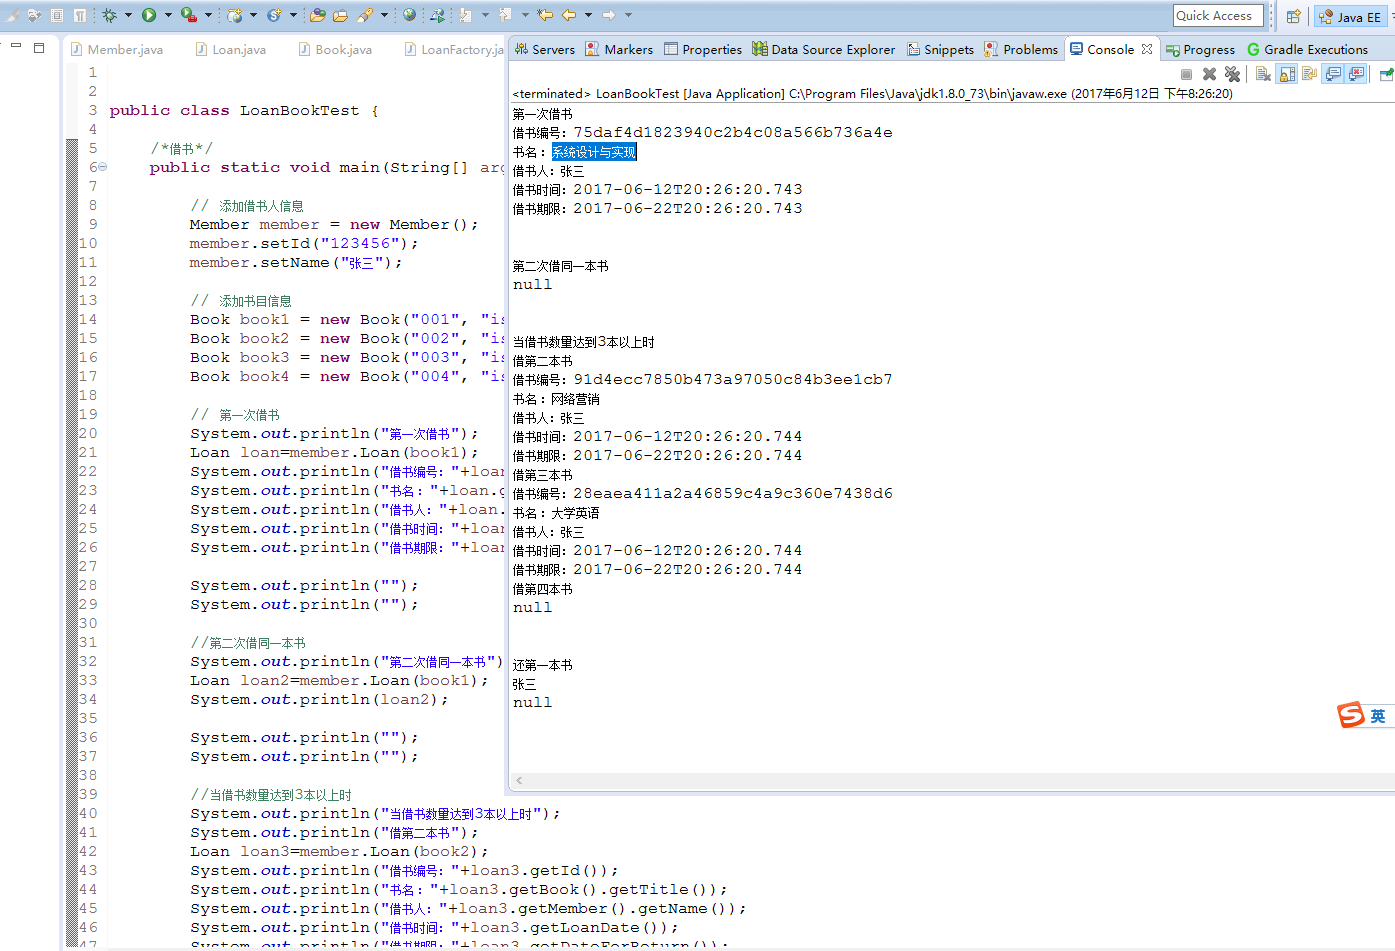 Quick Access
Java EE
Member.java
Loan.java
Book.java
LoanFactory.ja
Servers
Markers
Properties
Data Source Explorer
Snippets
Problems
Console
Progress
Gradle Executions
<terminated> LoanBookTest [Java Application] C:\Program Files\Java\jdk1.8.0_73\bin\javaw.exe (2017年6月12日 下午8:26:20)
1
2
3 public class LoanBookTest {
4
5 /*借书*/
6 public static void main(String[] arg
7
8 // 添加借书人信息
9 Member member = new Member();
10 member.setId("123456");
11 member.setName("张三");
12
13 // 添加书目信息
14 Book book1 = new Book("001", "is
15 Book book2 = new Book("002", "is
16 Book book3 = new Book("003", "is
17 Book book4 = new Book("004", "is
18
19 // 第一次借书
20 System.out.println("第一次借书");
21 Loan loan=member.Loan(book1);
22 System.out.println("借书编号："+loan
23 System.out.println("书名："+loan.g
24 System.out.println("借书人："+loan.
25 System.out.println("借书时间："+loan
26 System.out.println("借书期限："+loan
27
28 System.out.println("");
29 System.out.println("");
30
31 //第二次借同一本书
32 System.out.println("第二次借同一本书")
33 Loan loan2=member.Loan(book1);
34 System.out.println(loan2);
35
36 System.out.println("");
37 System.out.println("");
38
39 //当借书数量达到3本以上时
40 System.out.println("当借书数量达到3本以上时");
41 System.out.println("借第二本书");
42 Loan loan3=member.Loan(book2);
43 System.out.println("借书编号："+loan3.getId());
44 System.out.println("书名："+loan3.getBook().getTitle());
45 System.out.println("借书人："+loan3.getMember().getName());
46 System.out.println("借书时间："+loan3.getLoanDate());
47 System.out.println("借书期限："+loan3.getDateForReturn());
第一次借书
借书编号：75daf4d1823940c2b4c08a566b736a4e
书名：系统设计与实现
借书人：张三
借书时间：2017-06-12T20:26:20.743
借书期限：2017-06-22T20:26:20.743
第二次借同一本书
null
当借书数量达到3本以上时
借第二本书
借书编号：91d4ecc7850b473a97050c84b3ee1cb7
书名：网络营销
借书人：张三
借书时间：2017-06-12T20:26:20.744
借书期限：2017-06-22T20:26:20.744
借第三本书
借书编号：28eaea411a2a46859c4a9c360e7438d6
书名：大学英语
借书人：张三
借书时间：2017-06-12T20:26:20.744
借书期限：2017-06-22T20:26:20.744
借第四本书
null
还第一本书
张三
null
英